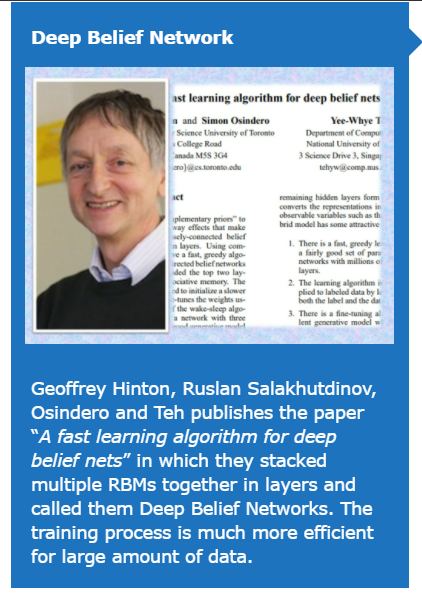 Deep Belief Network
ast learning algorithm for deep belief nets
and Simon Osindero Yee-Whye T
Science University of Toronto Department of Comput
College Road National University of
anada M5S 3G4 3 Science Drive 3, Singap
ero}@cs.toronto.edu tehyw@comp.nus
act
plementary priors" to
way effects that make
sely-connected belief
n layers. Using com-
ve a fast, greedy algo-
rected belief networks
ded the top two lay-
ociative memory. The
ed to initialize a slower
-tunes the weights us-
f the wake-sleep algo-
a network with three
good generative model
remaining hidden layers form
converts the representations in
observable variables such as th
brid model has some attractive
1. There is a fast, greedy le
a fairly good set of para
networks with millions o
layers.
2. The learning algorithm i
plied to labeled data by l
both the label and the dat
3. There is a fine-tuning al
lent generative model w
Geoffrey Hinton, Ruslan Salakhutdinov,
Osindero and Teh publishes the paper
“A fast learning algorithm for deep
belief nets” in which they stacked
multiple RBMs together in layers and
called them Deep Belief Networks. The
training process is much more efficient
for large amount of data.